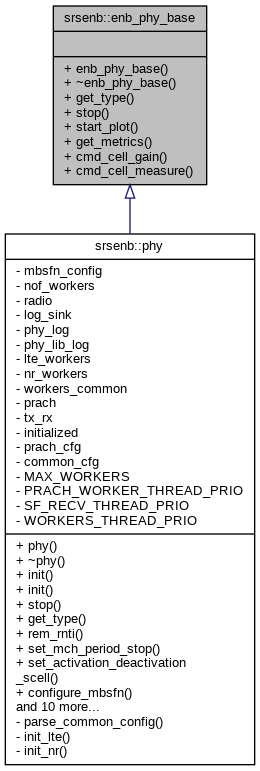 srsenb::enb_phy_base
+ enb_phy_base()
+ ~enb_phy_base()
+ get_type()
+ stop()
+ start_plot()
+ get_metrics()
+ cmd_cell_gain()
+ cmd_cell_measure()
srsenb::phy
- mbsfn_config
- nof_workers
- radio
- log_sink
- phy_log
- phy_lib_log
- lte_workers
- nr_workers
- workers_common
- prach
- tx_rx
- initialized
- prach_cfg
- common_cfg
- MAX_WORKERS
- PRACH_WORKER_THREAD_PRIO
- SF_RECV_THREAD_PRIO
- WORKERS_THREAD_PRIO
+ phy()
+ ~phy()
+ init()
+ init()
+ stop()
+ get_type()
+ rem_rnti()
+ set_mch_period_stop()
+ set_activation_deactivation
_scell()
+ configure_mbsfn()
and 10 more...
- parse_common_config()
- init_lte()
- init_nr()